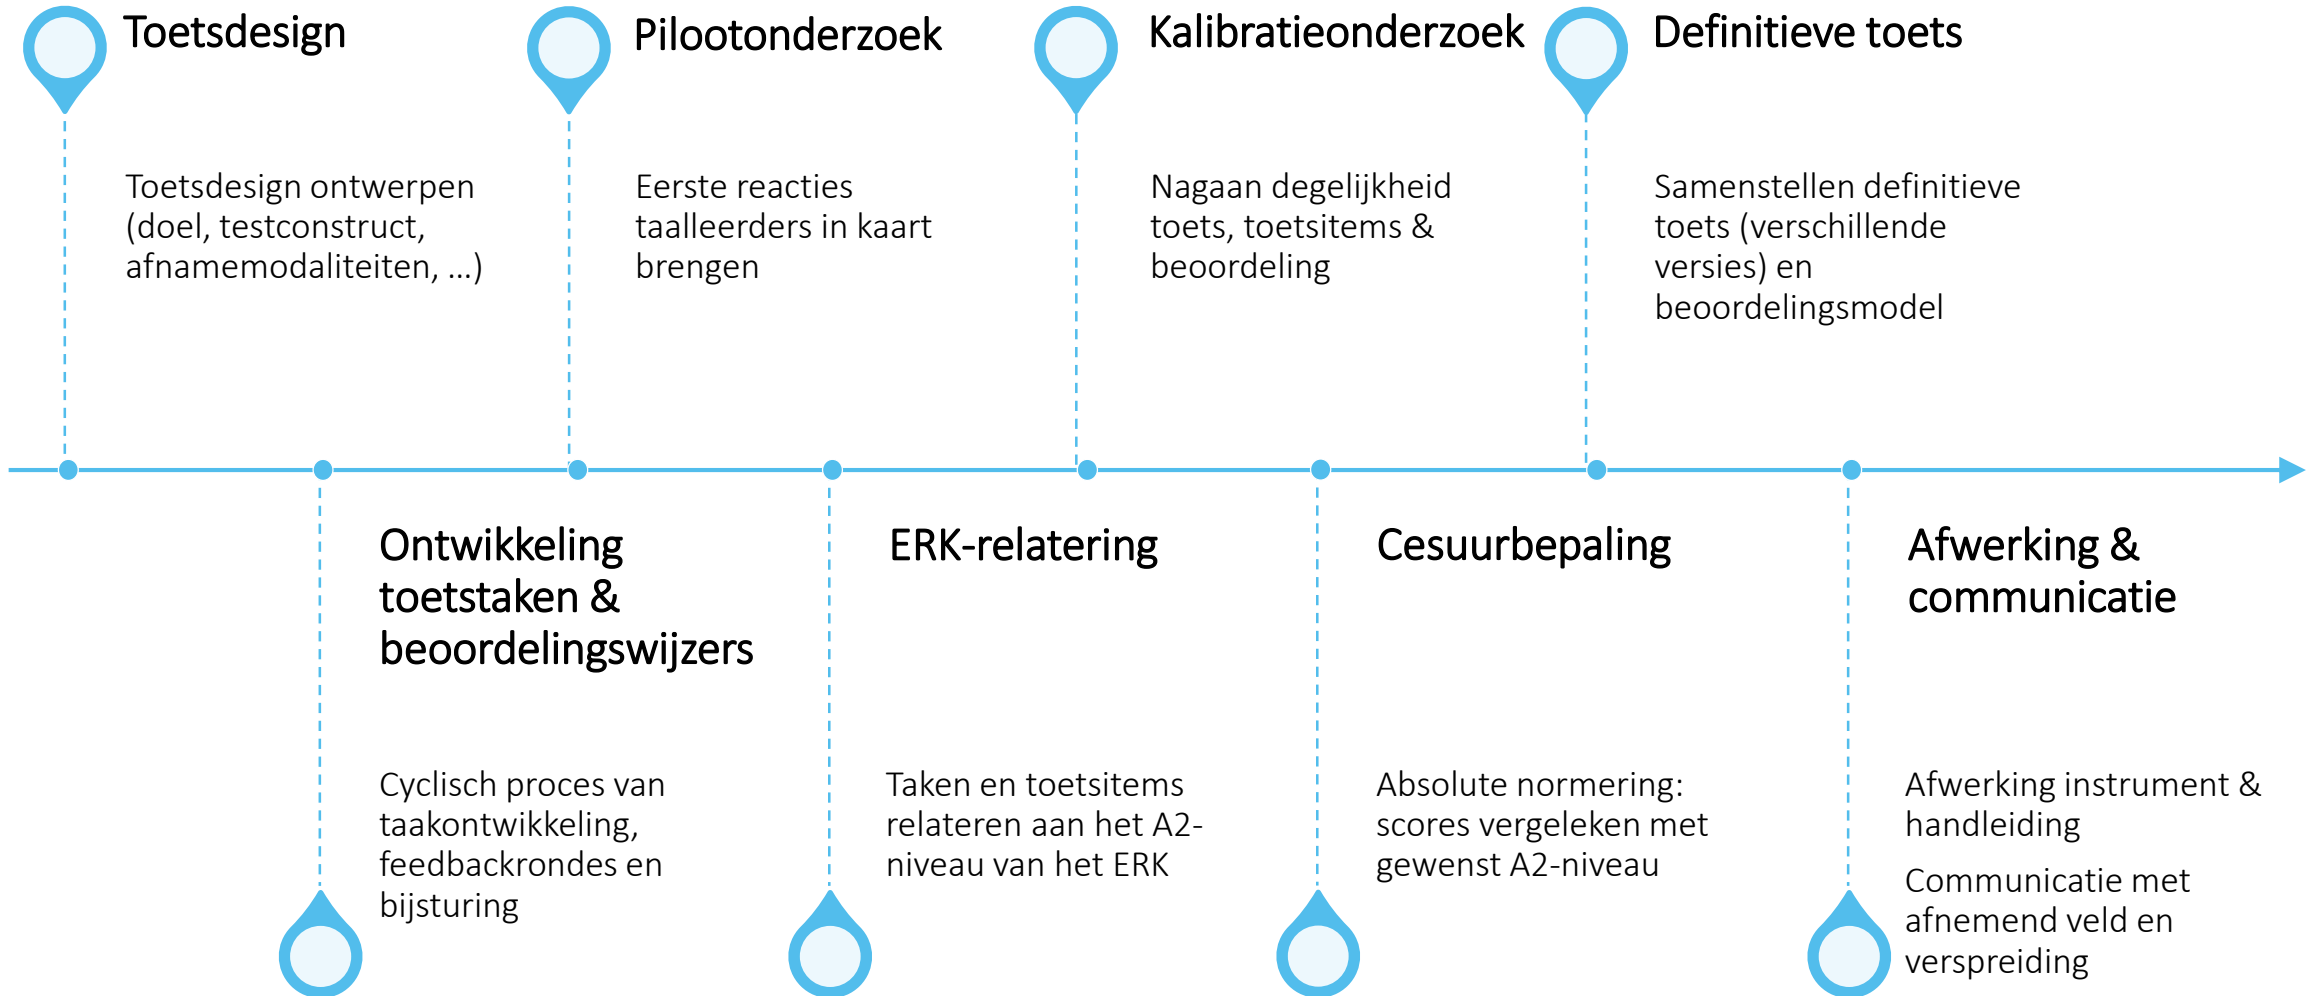 Toetsdesign
Toetsdesign ontwerpen
(doel, testconstruct,
afnamemodaliteiten, ...)
Ontwikkeling
toetstaken &
beoordelingswijzers
Cyclisch proces van
taakontwikkeling,
feedbackrondes en
bijsturing
Pilootonderzoek
Eerste reacties
taalleerders in kaart
brengen
ERK-relatering
Taken en toetsitems
relateren aan het A2-
niveau van het ERK
Kalibratieonderzoek
Nagaan degelijkheid
toets, toetsitems &
beoordeling
Cesuurbepaling
Absolute normering:
scores vergeleken met
gewenst A2-niveau
Definitieve toets
Samenstellen definitieve
toets (verschillende
versies) en
beoordelingsmodel
Afwerking &
communicatie
Afwerking instrument &
handleiding
Communicatie met
afnemend veld en
verspreiding